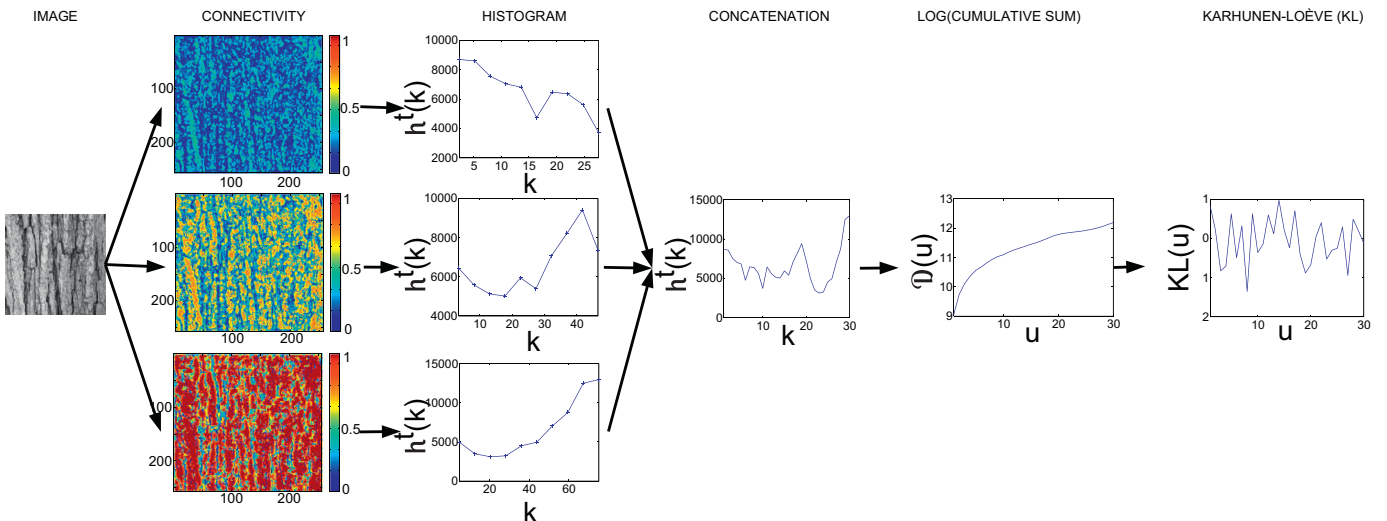 IMAGE CONNECTIVITY HISTOGRAM CONCATENATION LOG(CUMULATIVE SUM) KARHUNEN-LOÈVE (KL)
100
200
100 200
1
0.5
0
10000
8000
6000
4000
2000
5 10 15 20 25
h^t(k)
k
100
200
100 200
1
0.5
0
10000
8000
6000
4000
10 20 30 40
h^t(k)
k
100
200
100 200
1
0.5
0
15000
10000
5000
0
20 40 60
h^t(k)
k
15000
10000
5000
0
10 20 30
h^t(k)
k
13
12
11
10
9
10 20 30
𝔇(u)
u
1
0
1
2
10 20 30
KL(u)
u